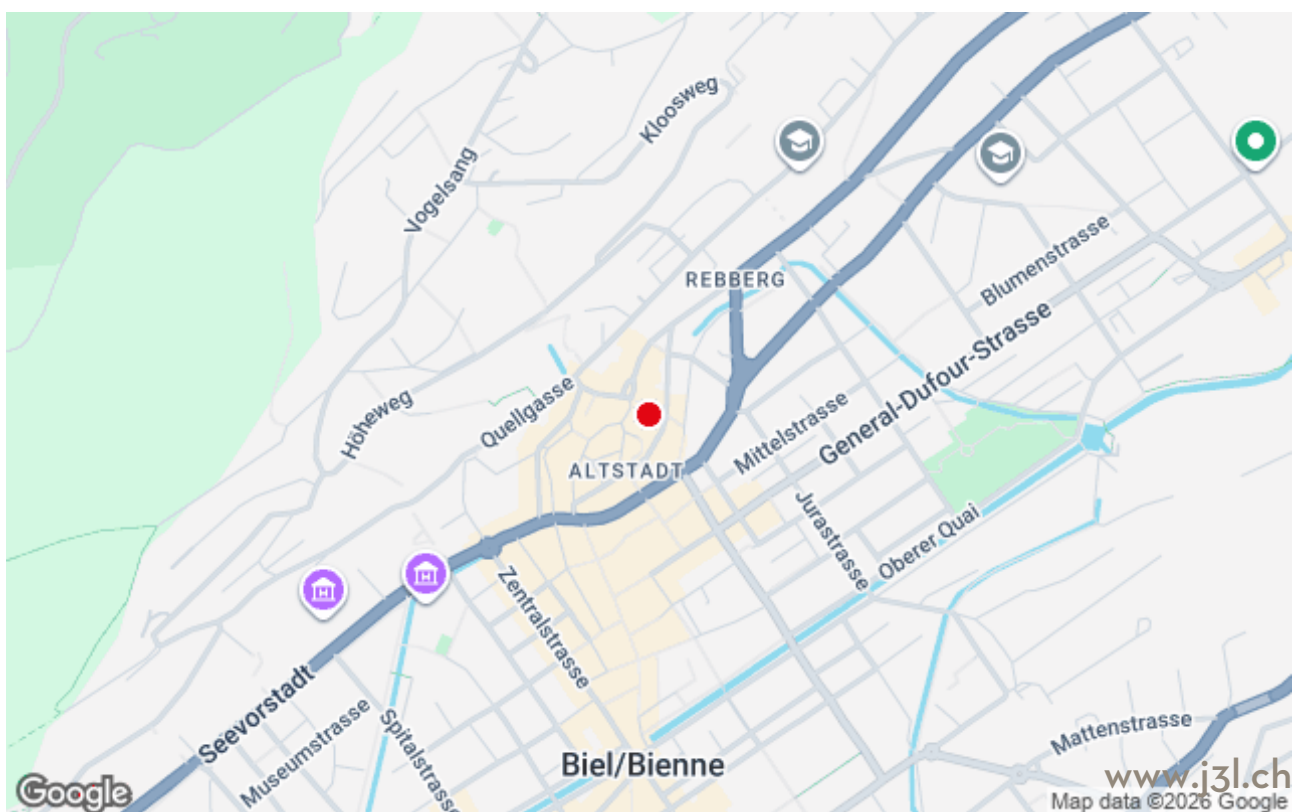 Kloosweg
Vogelsang
REBBERG
Blumenstrasse
General-Dufour-Strasse
Höheweg
Quellgasse
Mittelstrasse
ALTSTADT
Jurastrasse
Oberer Quai
Zentralstrasse
Seevorstadt
Museumstrasse
Spitalstrasse
Mattenstrasse
Biel/Bienne
www.j3l.ch
Google
Map data ©2026 Google